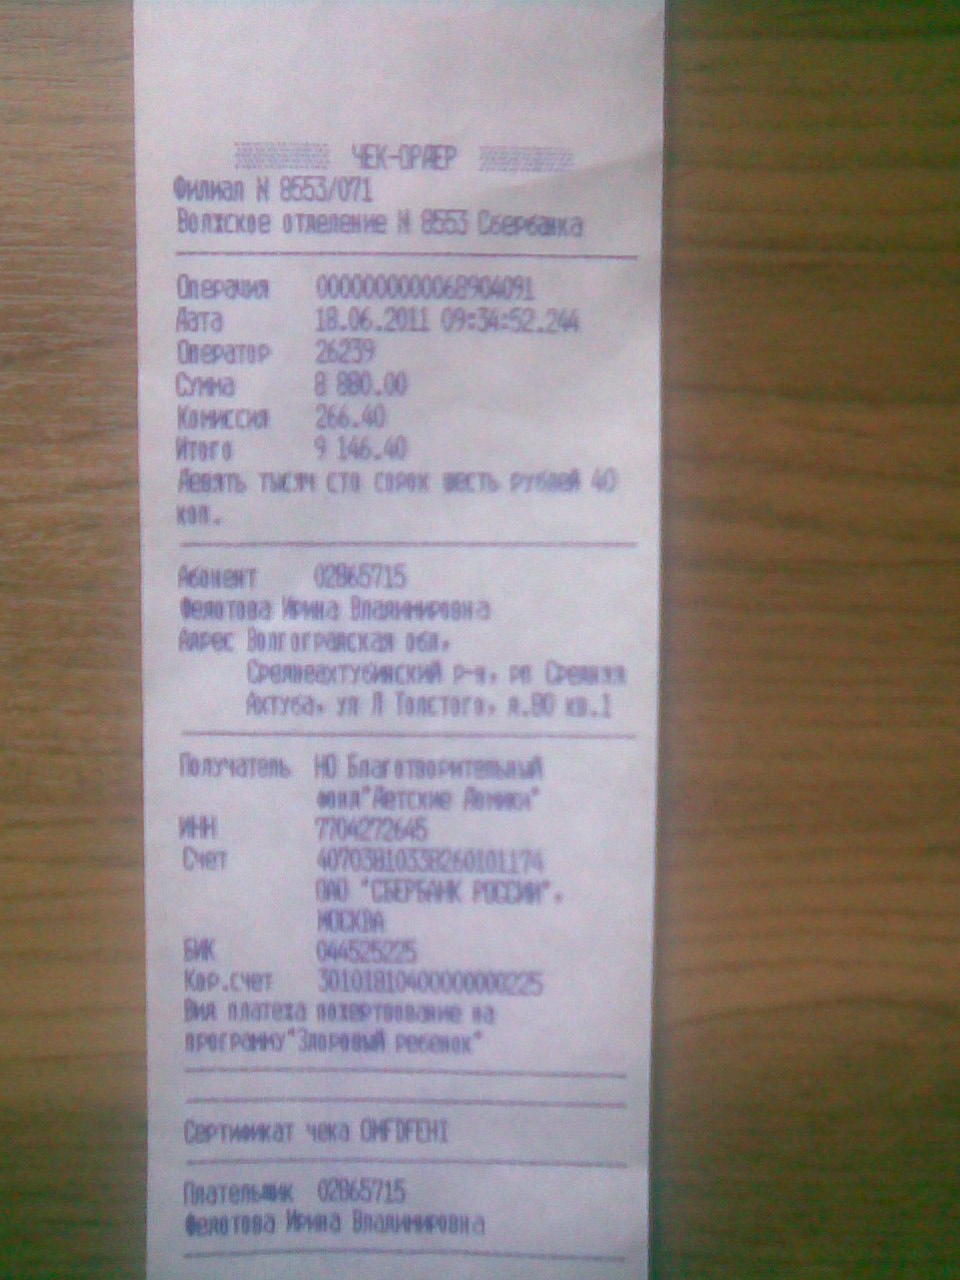 ЧЕК-ОРДЕР
Филиал N 8553/071
Волжское отделение N 8553 Сбербанка
Операция 0000000000068904091
Дата 18.06.2011 09:34:52.244
Оператор 26239
Сумма 8 880.00
Комиссия 266.40
Итого 9 146.40
Девять тысяч сто сорок шесть рублей 40
коп.
Абонент 02865715
Федотова Ирина Владимировна
Адрес Волгоградская обл,
Среднеахтубинский р-н, рп Средняя
Ахтуба, ул Л Толстого, д.80 кв.1
Получатель НО Благотворительный
фонд"Детские Домики"
ИНН 7704272645
Счет 40703810338260101174
ОАО "СБЕРБАНК РОССИИ",
МОСКВА
БИК 044525225
Кор.счет 30101810400000000225
Вид платежа пожертвование на
программу"Здоровый ребенок"
Сертификат чека OMFDFEHI
Плательщик 02865715
Федотова Ирина Владимировна